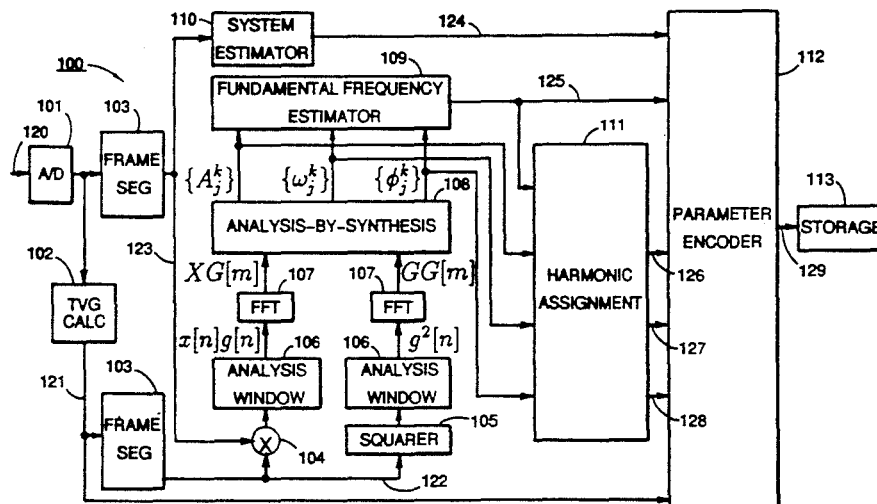 110
SYSTEM
ESTIMATOR
124
100
109
112
101
103
FUNDAMENTAL FREQUENCY
ESTIMATOR
125
120
A/D
FRAME
SEG
111
{A_j^k}
{ω_j^k}
{ϕ_j^k}
108
113
ANALYSIS-BY-SYNTHESIS
PARAMETER
ENCODER
STORAGE
102
123
XG[m]
107
107
GG[m]
HARMONIC
ASSIGNMENT
126
129
TVG
CALC
FFT
FFT
x[n]g[n]
106
106
g²[n]
127
121
103
ANALYSIS
WINDOW
ANALYSIS
WINDOW
128
FRAME
SEG
X
104
SQUARER
105
122